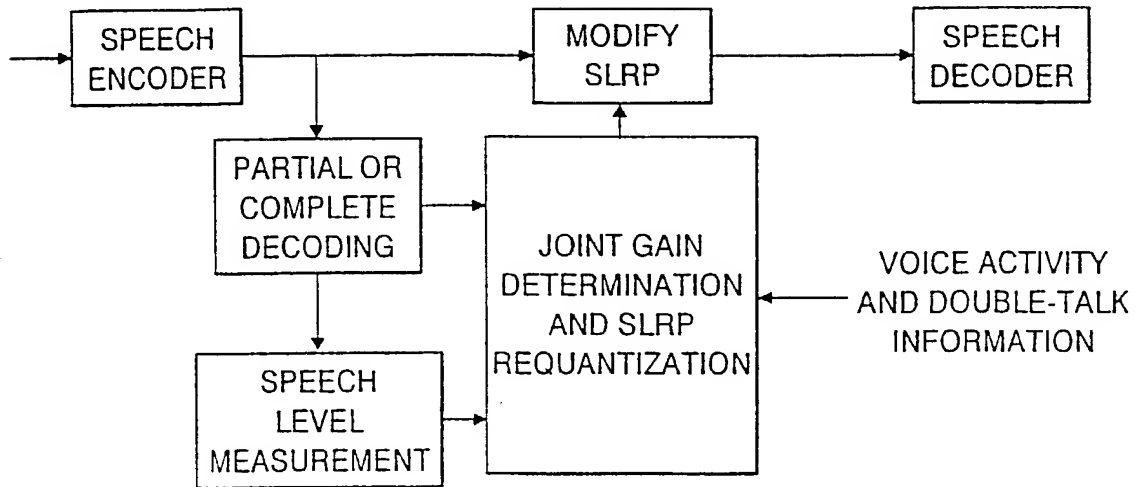 SPEECH
ENCODER
MODIFY
SLRP
SPEECH
DECODER
PARTIAL OR
COMPLETE
DECODING
JOINT GAIN
DETERMINATION
AND SLRP
REQUANTIZATION
VOICE ACTIVITY
AND DOUBLE-TALK
INFORMATION
SPEECH
LEVEL
MEASUREMENT